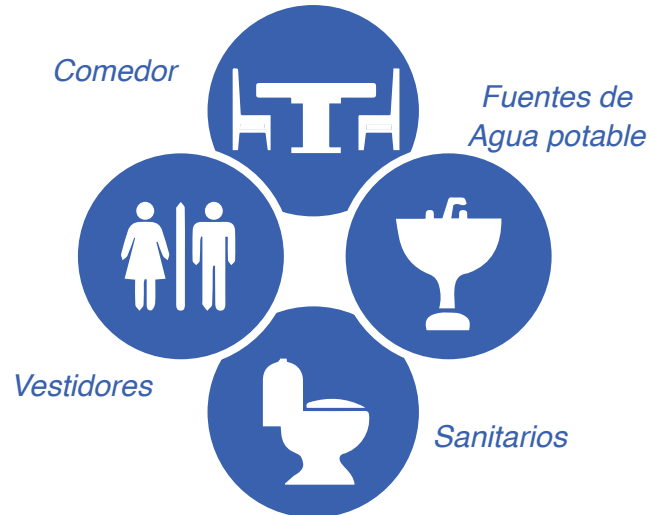 Comedor
Fuentes de
Agua potable
Vestidores
Sanitarios